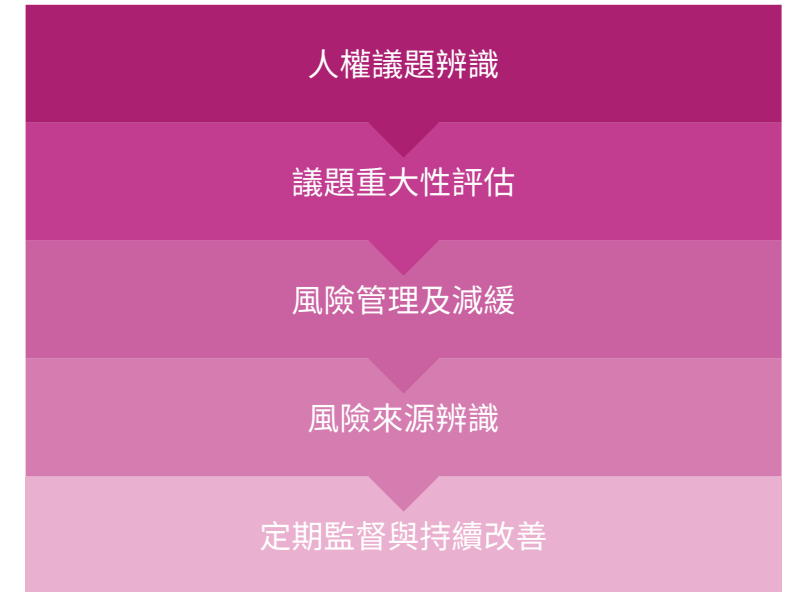 人權議題辨識
議題重大性評估
風險管理及減緩
風險來源辨識
定期監督與持續改善